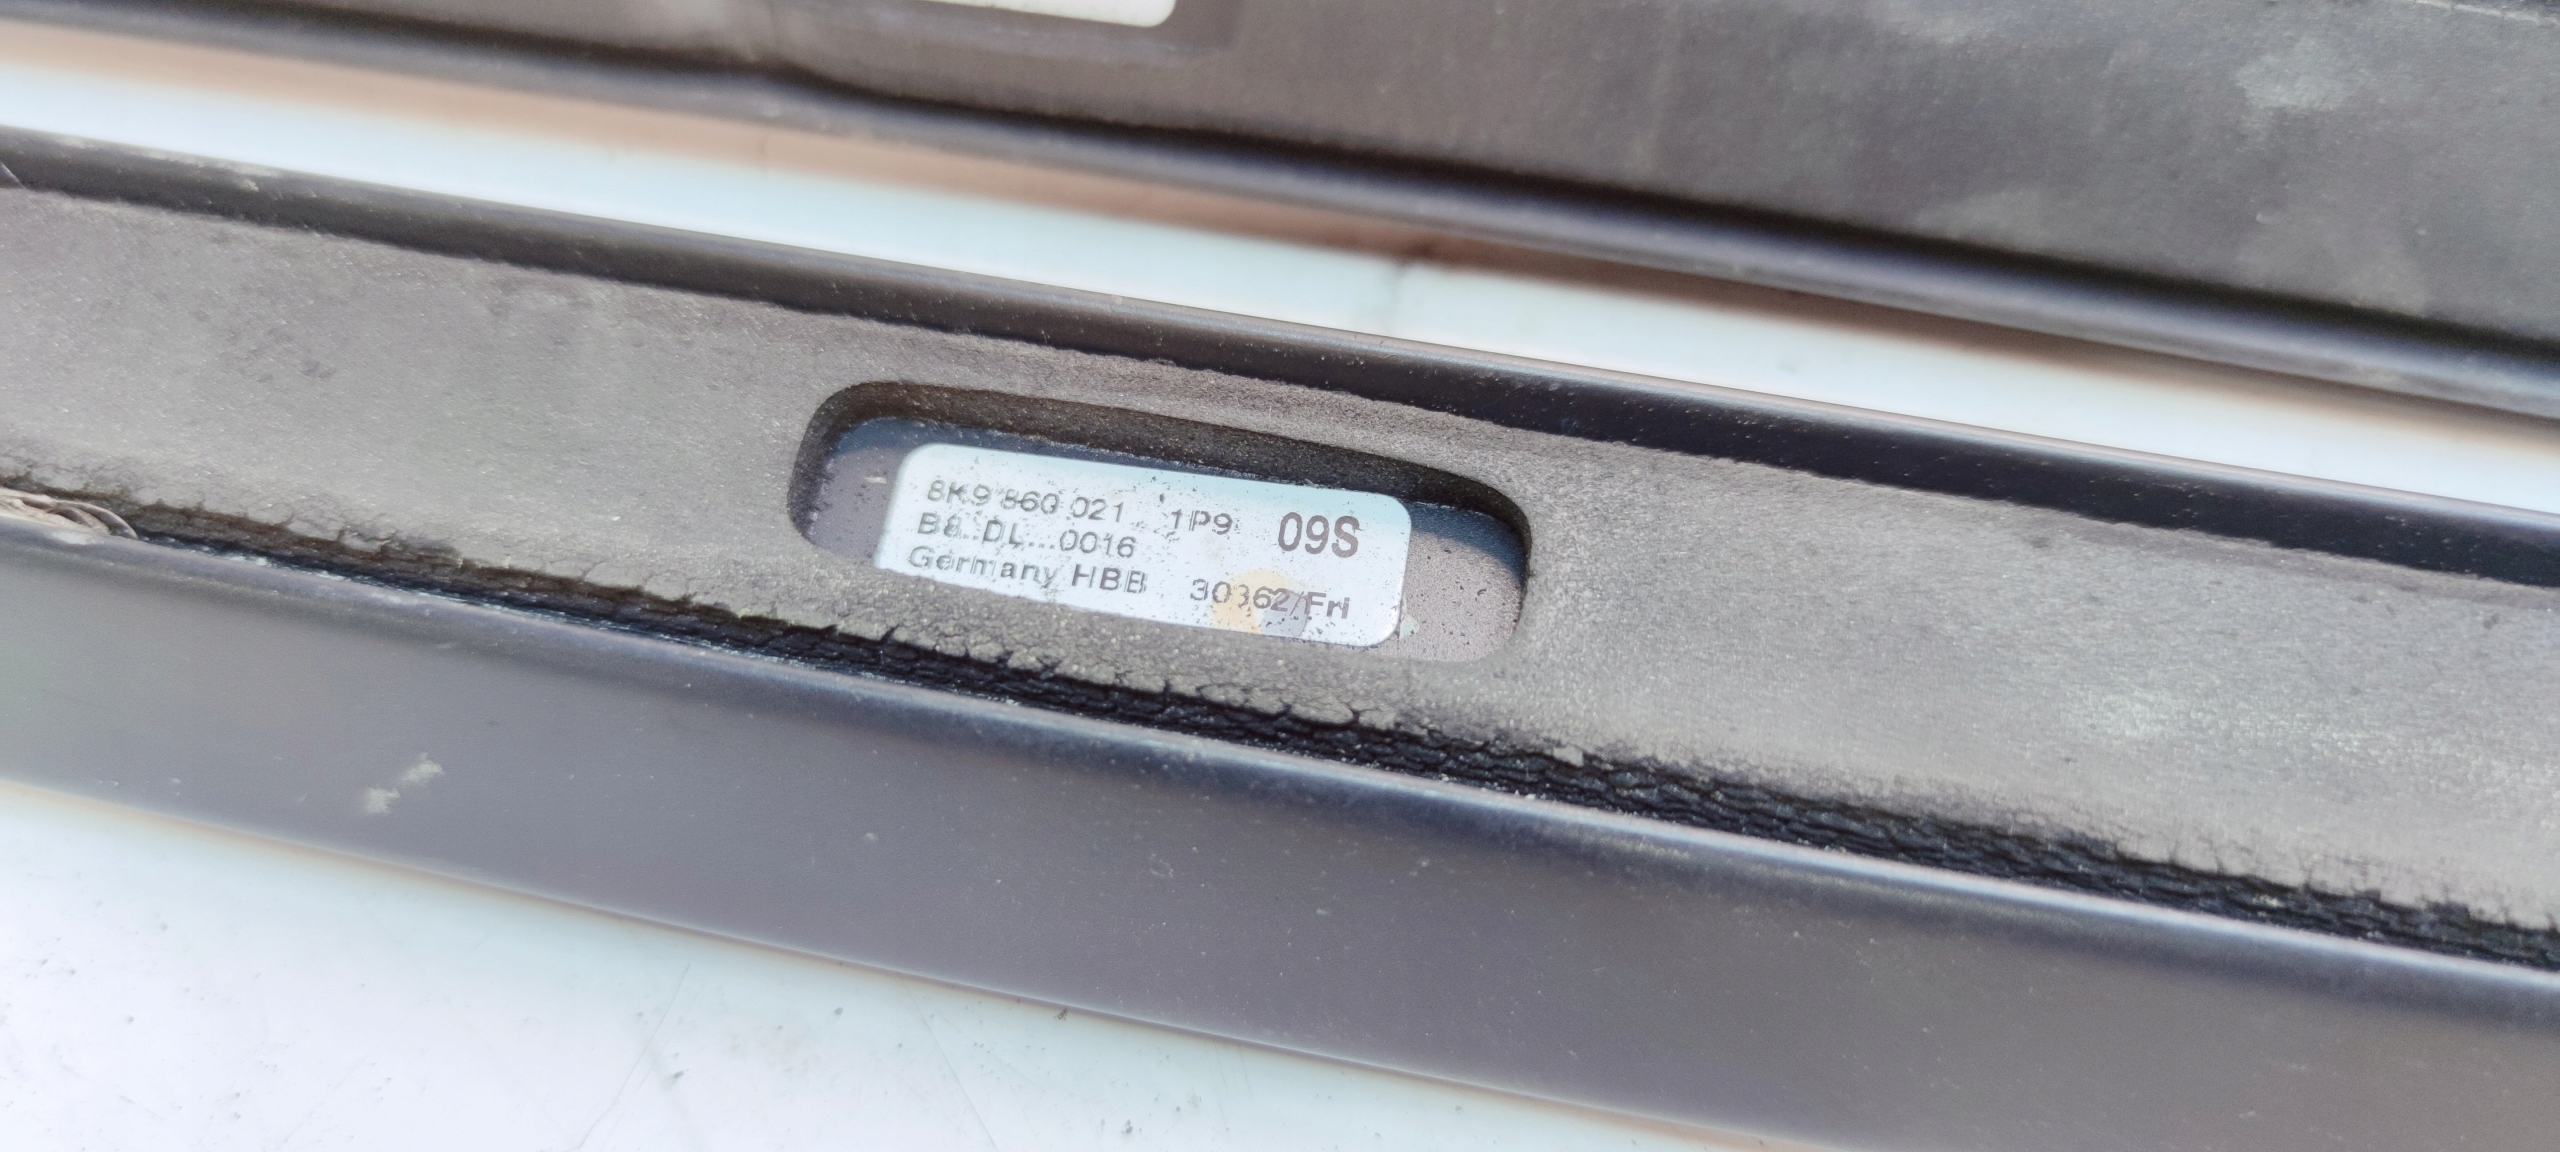 8K9 860 021 1P9 09S
B8..DL...0016
Germany HBB 30362/Fri